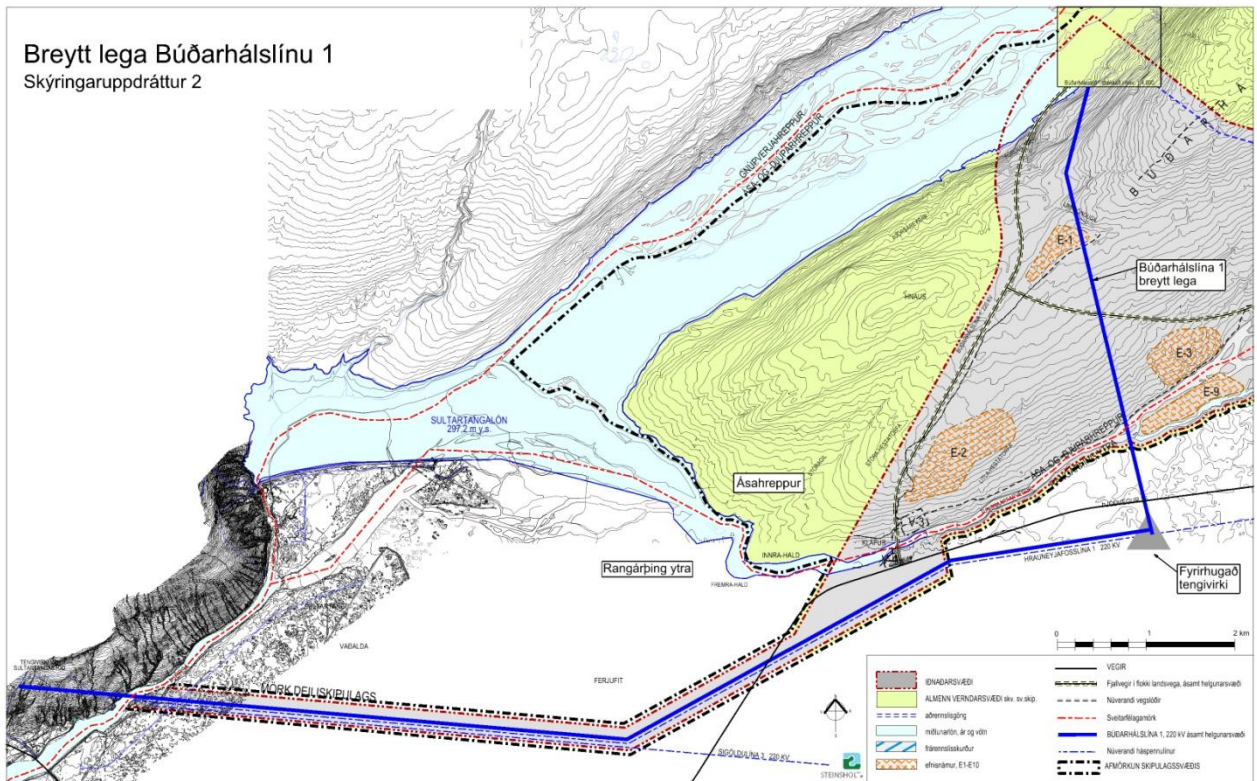 Breytt lega Búðarhálslínu 1
Skýringaruppdráttur 2
GNÚPVERJAHREPPUR
ÁSA- OG DJÚPÁRHREPPUR
BÚÐARHÁ
E-1
Búðarhálslína 1
breytt lega
HNAUS
E-3
E-9
SULTARTANGALÓN
297,2 m y.s.
ÁSA- OG DJÚPÁRHREPPUR
E-2
Ásahreppur
KLAPUR
INNRA-HALD
HRAUNEYJAFOSSLÍNA 1 220 KV
Rangárþing ytra
FREMRA-HALD
Fyrirhugað
tengivirki
VAÐALDA
FERJUFIT
MÖRK DEILISKIPULAGS
SIGÖLDULÍNA 3 220 KV
0 1 2 km
IÐNAÐARSVÆÐI
ALMENN VERNDARSVÆÐI skv. sv.skip.
aðrennslisgöng
miðlunarlón, ár og vötn
frárennslisskurður
efnisnámur, E1-E10
VEGIR
Fjallvegir í flokki landsvega, ásamt helgunarsvæði
Núverandi vegslóðir
Sveitarfélagamörk
BÚÐARHÁLSLÍNA 1, 220 kV ásamt helgunarsvæði
Núverandi háspennulínur
AFMÖRKUN SKIPULAGSSVÆÐIS
STEINSHOLT